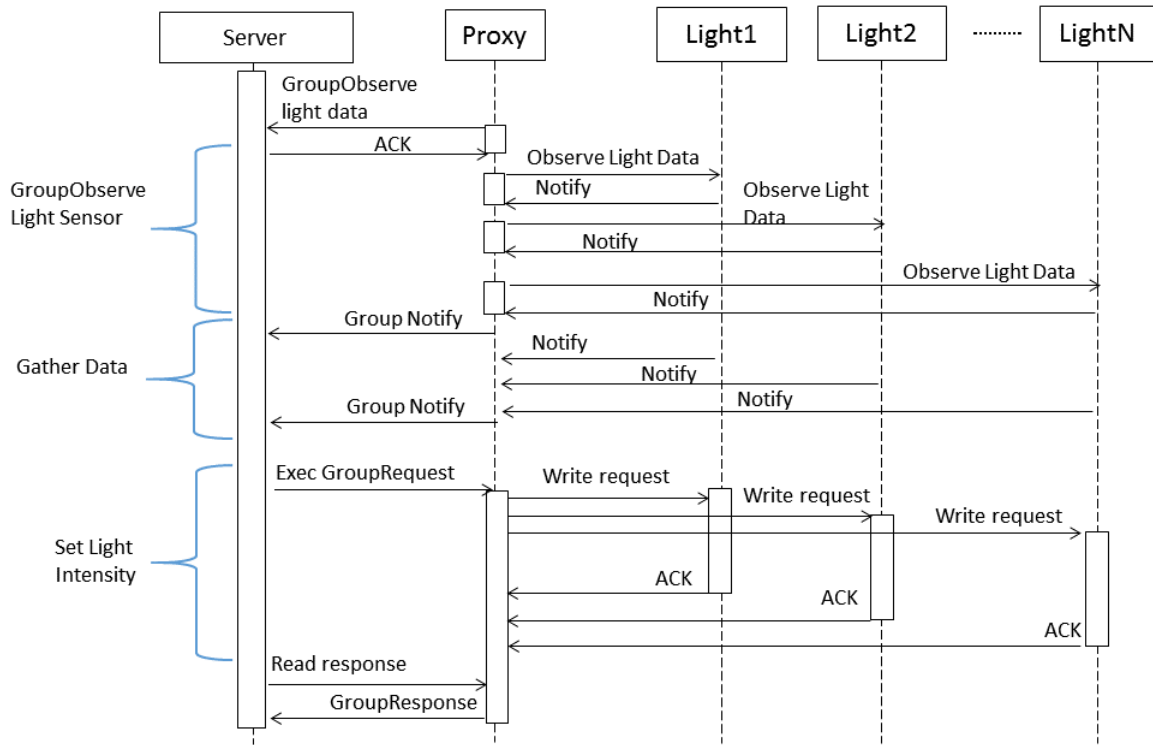 Server
Proxy
Light1
Light2
........
LightN
GroupObserve
light data
ACK
GroupObserve
Light Sensor
Observe Light Data
Notify
Observe Light
Data
Notify
Observe Light Data
Notify
Group Notify
Gather Data
Notify
Notify
Notify
Group Notify
Exec GroupRequest
Write request
Write request
Write request
Set Light
Intensity
ACK
ACK
ACK
Read response
GroupResponse